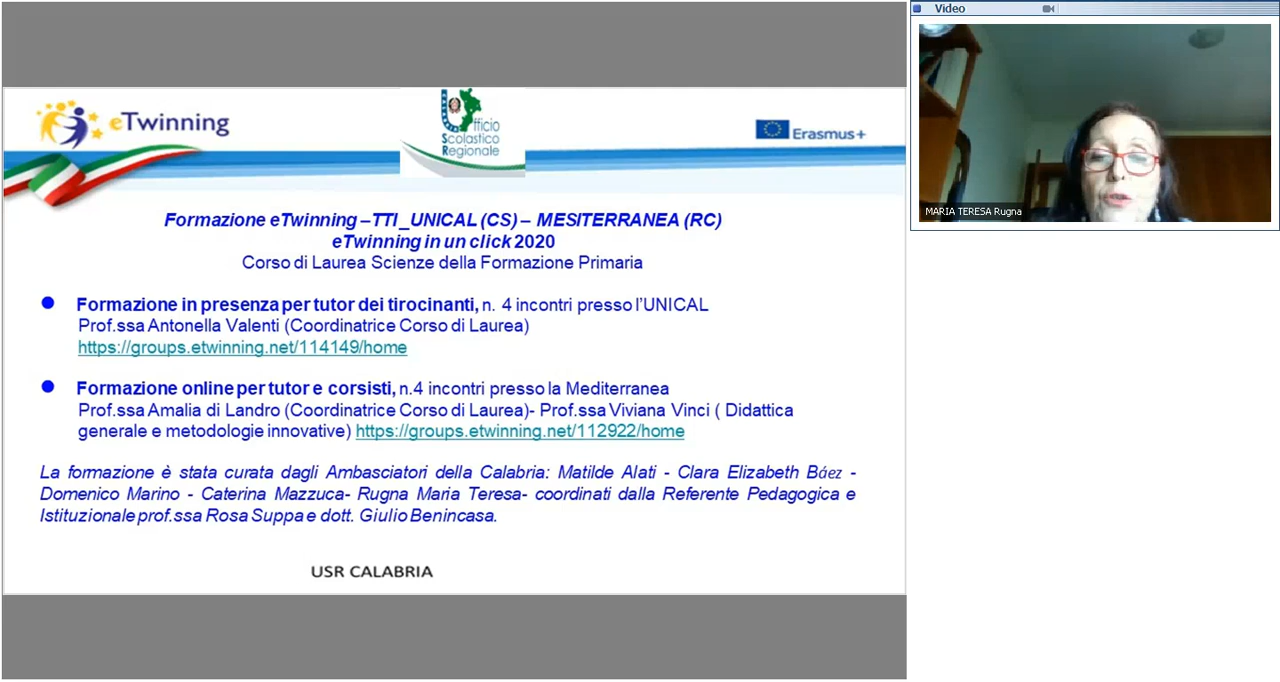 Video
MARIA TERESA Rugna
eTwinning
Ufficio
Scolastico
Regionale
Erasmus+
Formazione eTwinning –TTI_UNICAL (CS) – MESITERRANEA (RC)
eTwinning in un click 2020
Corso di Laurea Scienze della Formazione Primaria
Formazione in presenza per tutor dei tirocinanti, n. 4 incontri presso l'UNICAL
Prof.ssa Antonella Valenti (Coordinatrice Corso di Laurea)
https://groups.etwinning.net/114149/home
Formazione online per tutor e corsisti, n.4 incontri presso la Mediterranea
Prof.ssa Amalia di Landro (Coordinatrice Corso di Laurea)- Prof.ssa Viviana Vinci ( Didattica
generale e metodologie innovative) https://groups.etwinning.net/112922/home
La formazione è stata curata dagli Ambasciatori della Calabria: Matilde Alati - Clara Elizabeth Báez -
Domenico Marino - Caterina Mazzuca- Rugna Maria Teresa- coordinati dalla Referente Pedagogica e
Istituzionale prof.ssa Rosa Suppa e dott. Giulio Benincasa.
USR CALABRIA